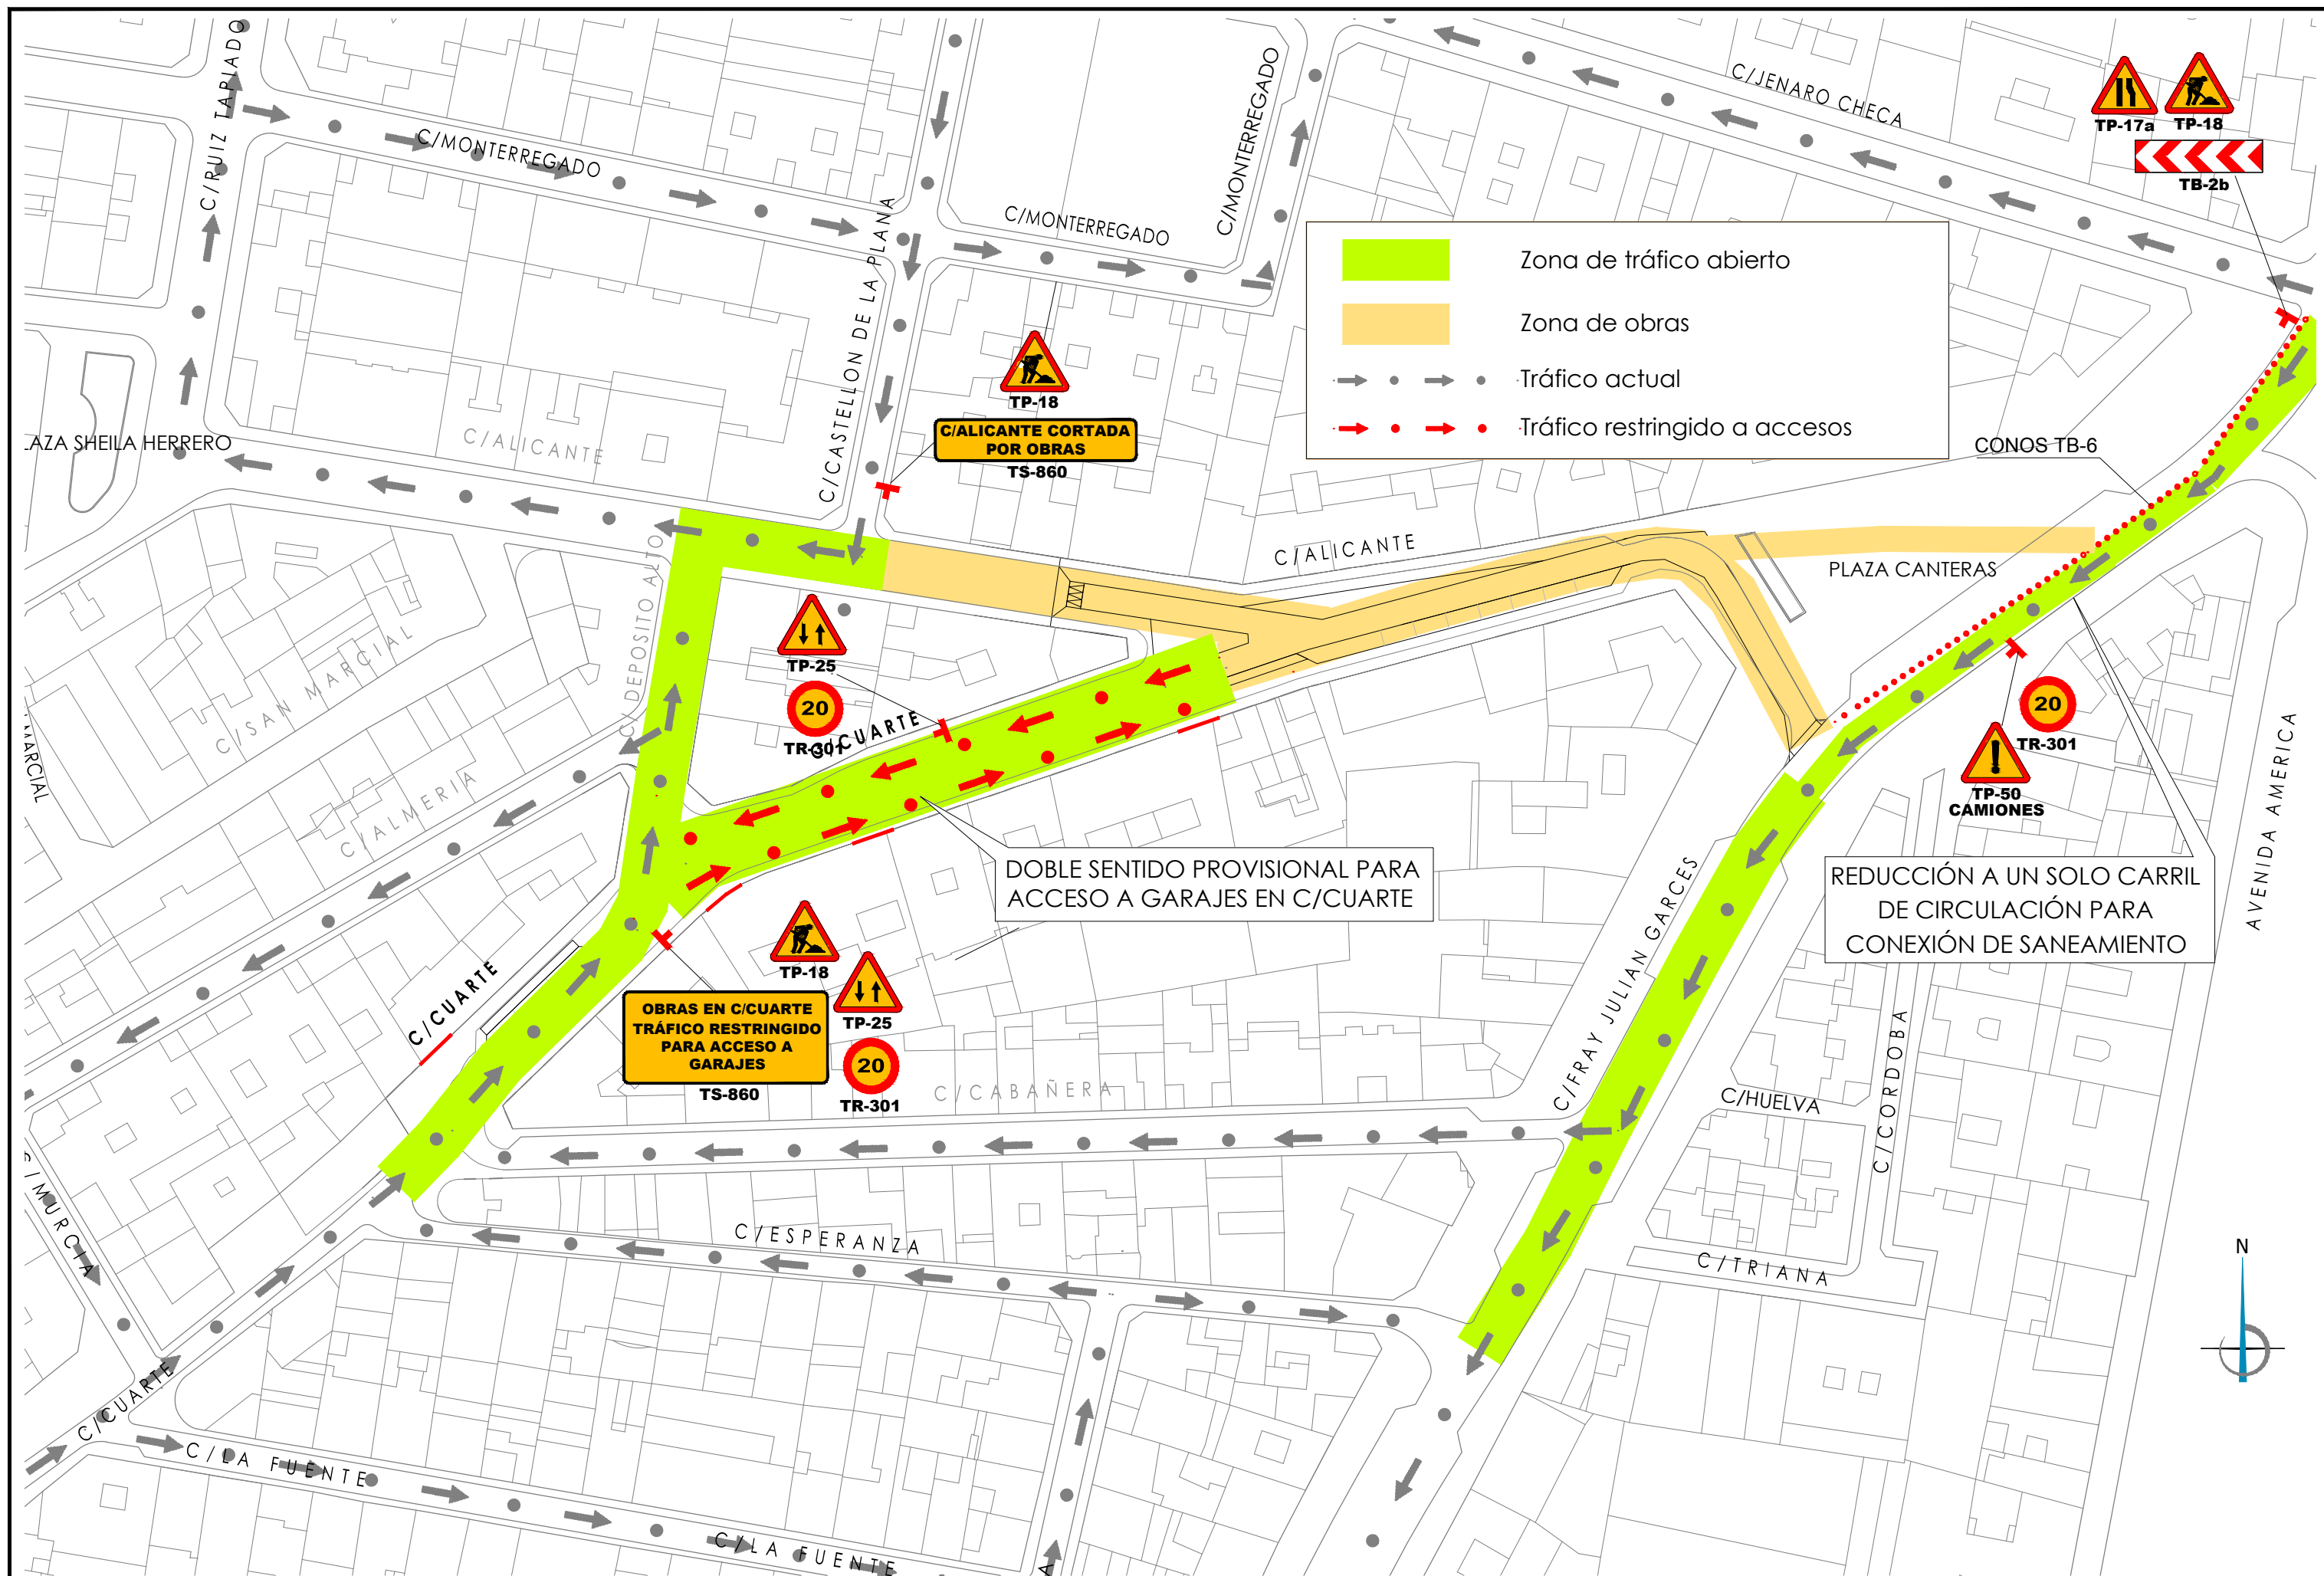 C/RUIZ TAPIADO
C/MONTERREGADO
C/MONTERREGADO
C/MONTERREGADO
C/JENARO CHECA
TP-17a
TP-18
TB-2b
Zona de tráfico abierto
Zona de obras
Tráfico actual
Tráfico restringido a accesos
C/CASTELLON DE LA PLANA
TP-18
C/ALICANTE CORTADA
POR OBRAS
TS-860
CONOS TB-6
AZA SHEILA HERRERO
C/ALICANTE
C/ALICANTE
PLAZA CANTERAS
C/DEPOSITO ALTO
TP-25
20
TR-301
C/CUARTE
C/SAN MARCIAL
MARCIAL
C/ALMERIA
20
TR-301
TP-50
CAMIONES
AVENIDA AMERICA
DOBLE SENTIDO PROVISIONAL PARA
ACCESO A GARAJES EN C/CUARTE
REDUCCIÓN A UN SOLO CARRIL
DE CIRCULACIÓN PARA
CONEXIÓN DE SANEAMIENTO
C/FRAY JULIAN GARCES
C/CUARTE
TP-18
TP-25
OBRAS EN C/CUARTE
TRÁFICO RESTRINGIDO
PARA ACCESO A
GARAJES
TS-860
20
TR-301
C/CABAÑERA
C/HUELVA
C/CORDOBA
C/MURCIA
C/ESPERANZA
C/TRIANA
N
C/CUARTE
C/LA FUENTE
C/LA FUENTE
A